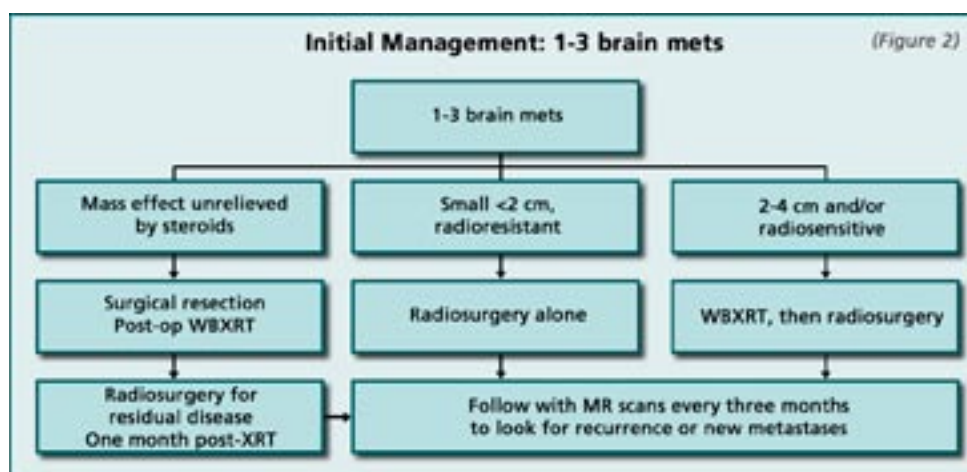 Initial Management: 1-3 brain mets
(Figure 2)
1-3 brain mets
Mass effect unrelieved
by steroids
Small <2 cm,
radioresistant
2-4 cm and/or
radiosensitive
Surgical resection
Post-op WBXRT
Radiosurgery alone
WBXRT, then radiosurgery
Radiosurgery for
residual disease
One month post-XRT
Follow with MR scans every three months
to look for recurrence or new metastases